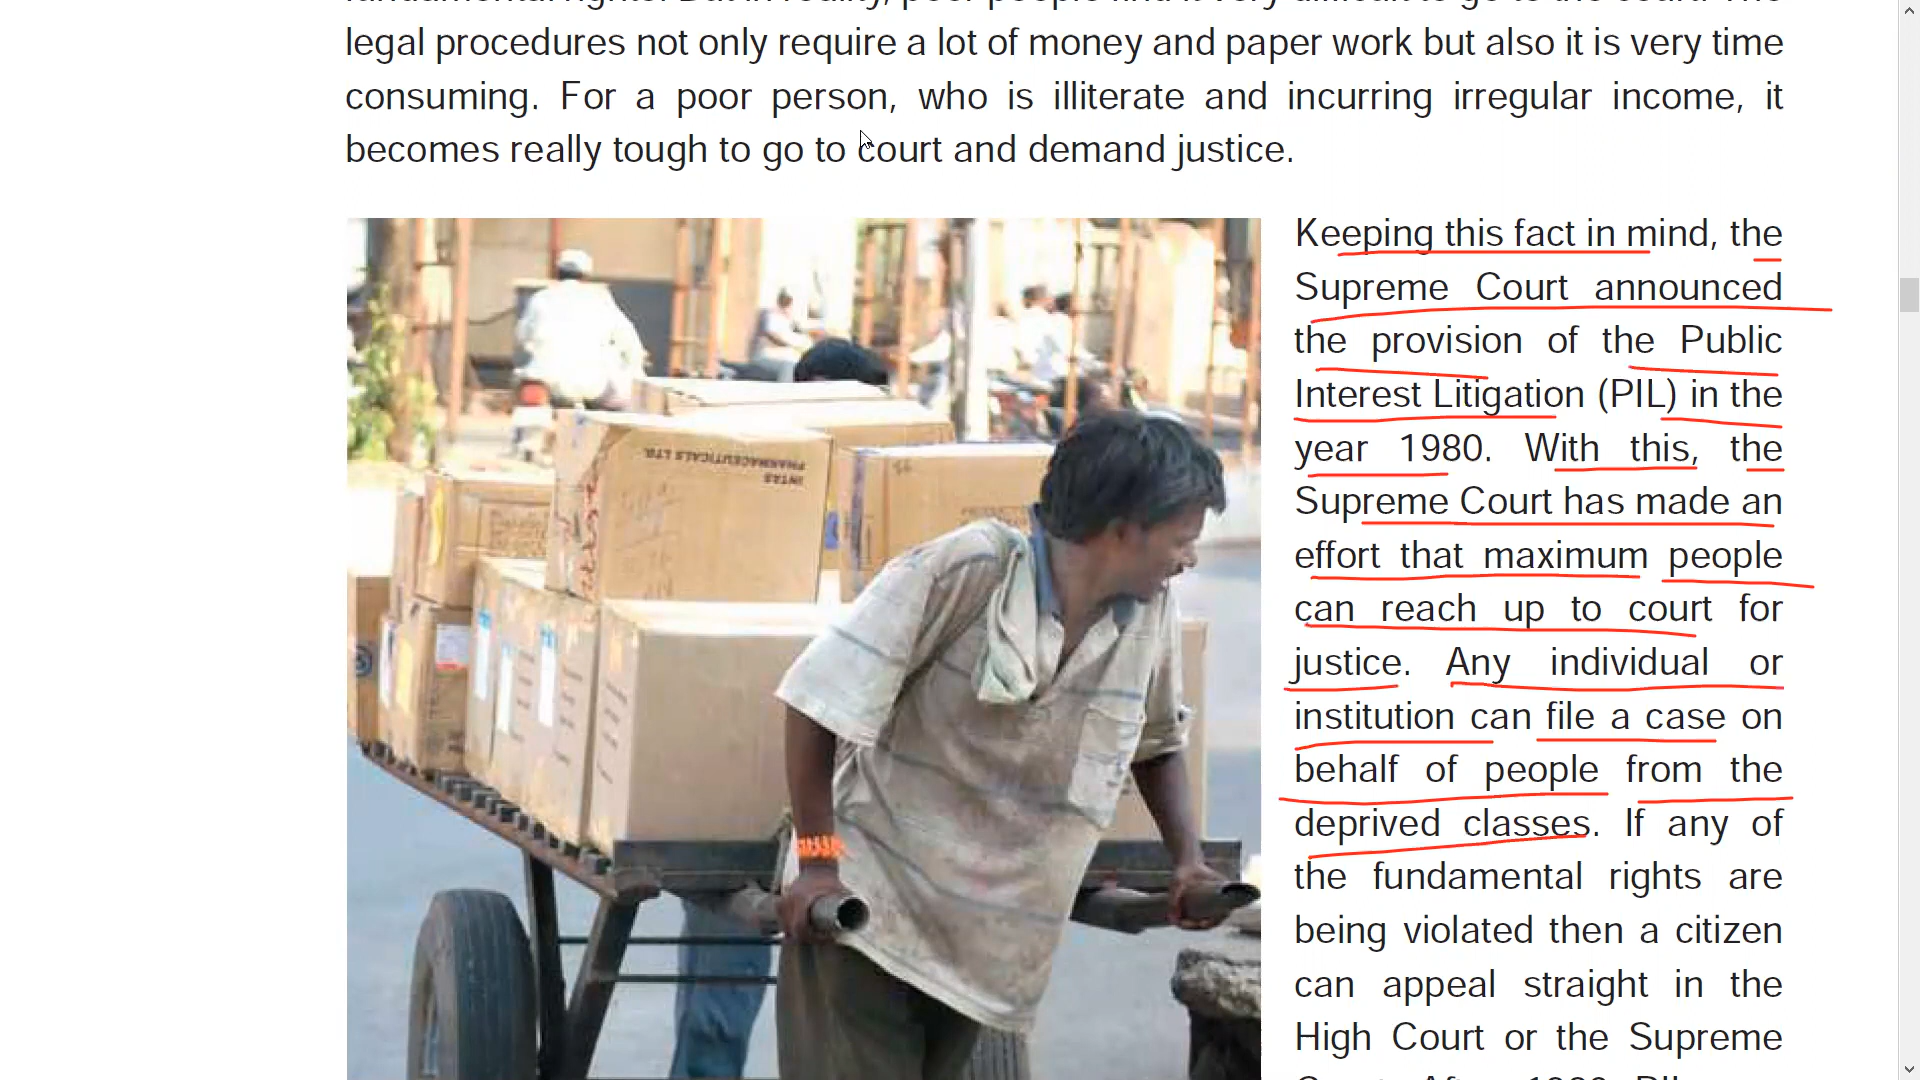 legal procedures not only require a lot of money and paper work but also it is very time
consuming. For a poor person, who is illiterate and incurring irregular income, it
becomes really tough to go to court and demand justice.
Keeping this fact in mind, the
Supreme Court announced
the provision of the Public
Interest Litigation (PIL) in the
year 1980. With this, the
Supreme Court has made an
effort that maximum people
can reach up to court for
justice. Any individual or
institution can file a case on
behalf of people from the
deprived classes. If any of
the fundamental rights are
being violated then a citizen
can appeal straight in the
High Court or the Supreme
INTAS
PHARMACEUTICALS LTD.